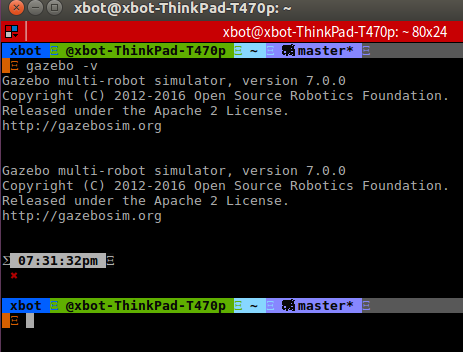 xbot@xbot-ThinkPad-T470p: ~
xbot@xbot-ThinkPad-T470p: ~ 80x24
xbot Ξ @xbot-ThinkPad-T470p Ξ ~ Ξ master* Ξ
Ξ gazebo -v
Gazebo multi-robot simulator, version 7.0.0
Copyright (C) 2012-2016 Open Source Robotics Foundation.
Released under the Apache 2 License.
http://gazebosim.org
Gazebo multi-robot simulator, version 7.0.0
Copyright (C) 2012-2016 Open Source Robotics Foundation.
Released under the Apache 2 License.
http://gazebosim.org
Σ 07:31:32pm Ξ
✖
xbot Ξ @xbot-ThinkPad-T470p Ξ ~ Ξ master* Ξ
Ξ